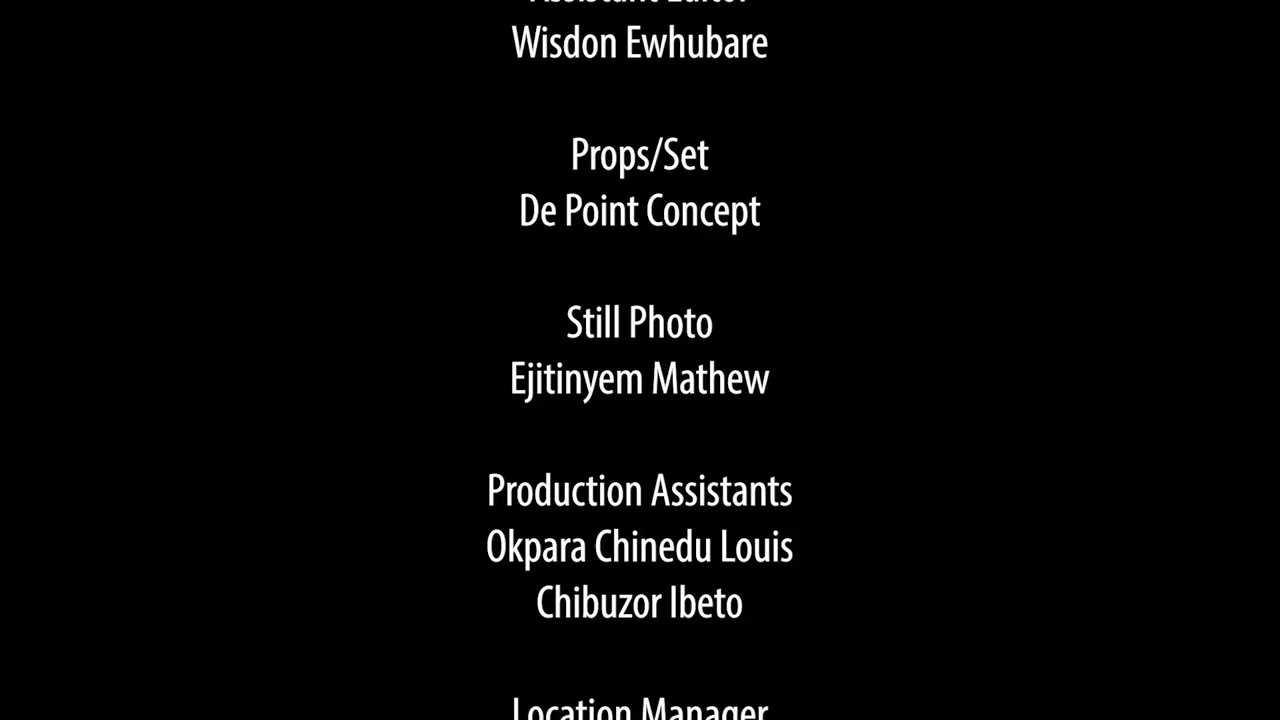 Assistant Editor
Wisdon Ewhubare
Props/Set
De Point Concept
Still Photo
Ejitinyem Mathew
Production Assistants
Okpara Chinedu Louis
Chibuzor Ibeto
Location Manager